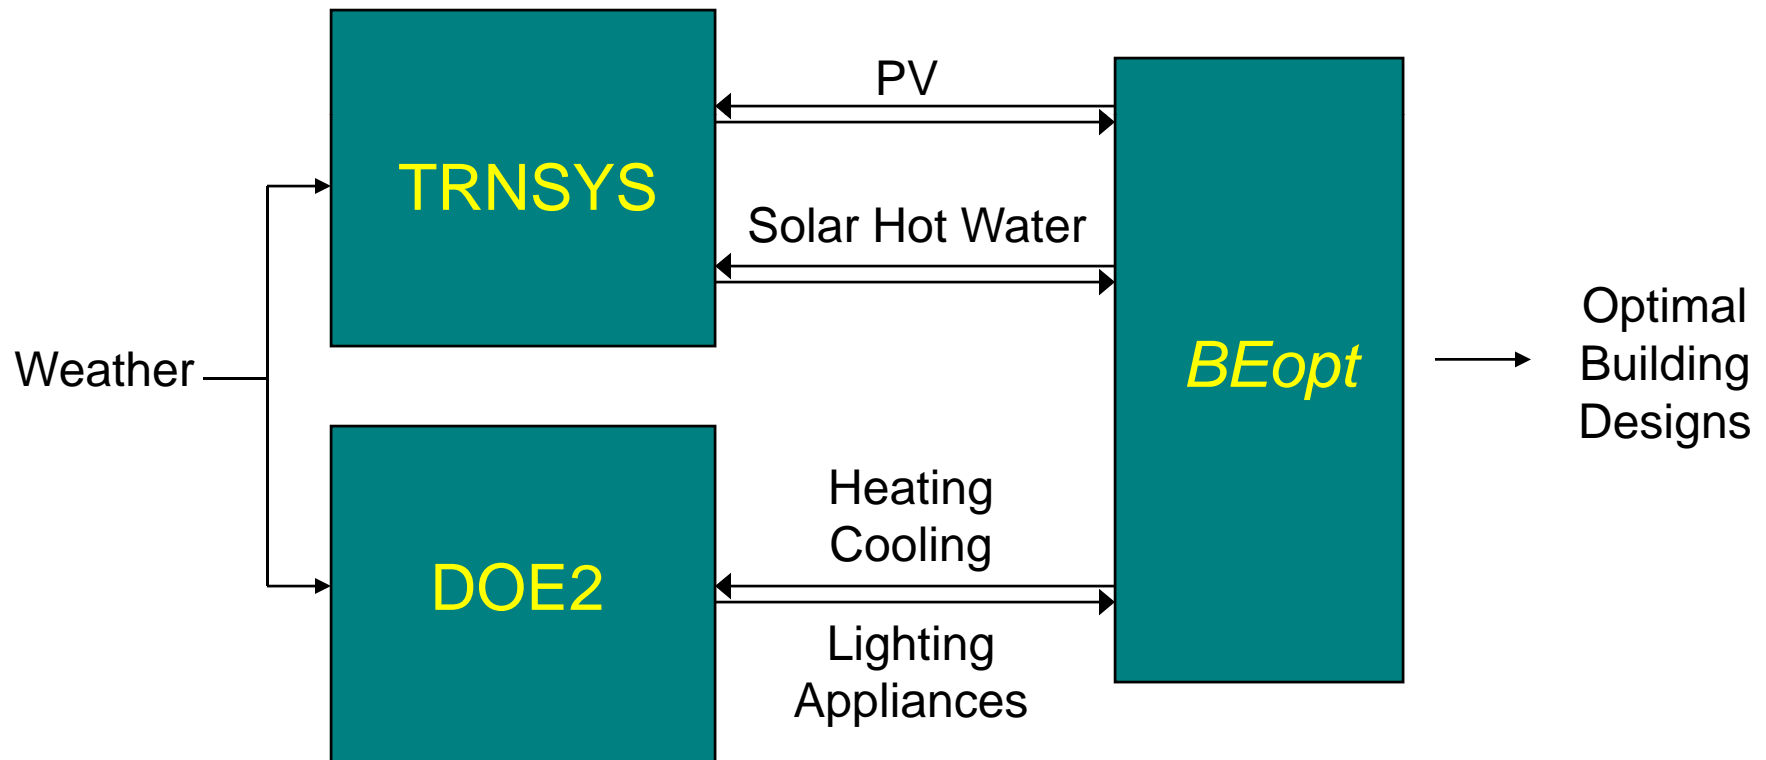 PV
TRNSYS
Solar Hot Water
Weather
BEopt
Optimal
Building
Designs
Heating
Cooling
DOE2
Lighting
Appliances